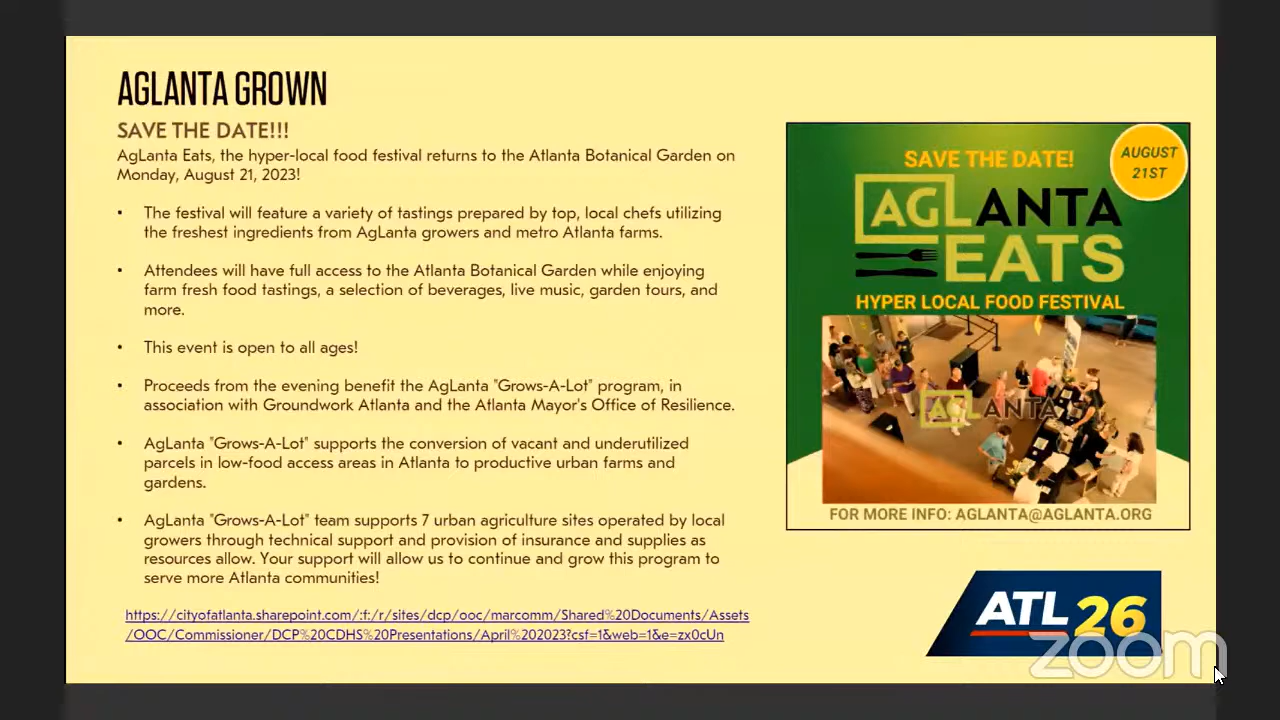 AGLANTA GROWN
SAVE THE DATE!!!
AgLanta Eats, the hyper-local food festival returns to the Atlanta Botanical Garden on
Monday, August 21, 2023!
• The festival will feature a variety of tastings prepared by top, local chefs utilizing
the freshest ingredients from AgLanta growers and metro Atlanta farms.
• Attendees will have full access to the Atlanta Botanical Garden while enjoying
farm fresh food tastings, a selection of beverages, live music, garden tours, and
more.
• This event is open to all ages!
• Proceeds from the evening benefit the AgLanta "Grows-A-Lot" program, in
association with Groundwork Atlanta and the Atlanta Mayor's Office of Resilience.
• AgLanta "Grows-A-Lot" supports the conversion of vacant and underutilized
parcels in low-food access areas in Atlanta to productive urban farms and
gardens.
• AgLanta "Grows-A-Lot" team supports 7 urban agriculture sites operated by local
growers through technical support and provision of insurance and supplies as
resources allow. Your support will allow us to continue and grow this program to
serve more Atlanta communities!
https://cityofatlanta.sharepoint.com/:f:/r/sites/dcp/ooc/marcomm/Shared%20Documents/Assets
/OOC/Commissioner/DCP%20CDHS%20Presentations/April%202023?csf=1&web=1&e=zx0cUn
SAVE THE DATE!
AUGUST
21ST
AGLANTA
EATS
HYPER LOCAL FOOD FESTIVAL
AGLANTA
FOR MORE INFO: AGLANTA@AGLANTA.ORG
ATL 26
zoom